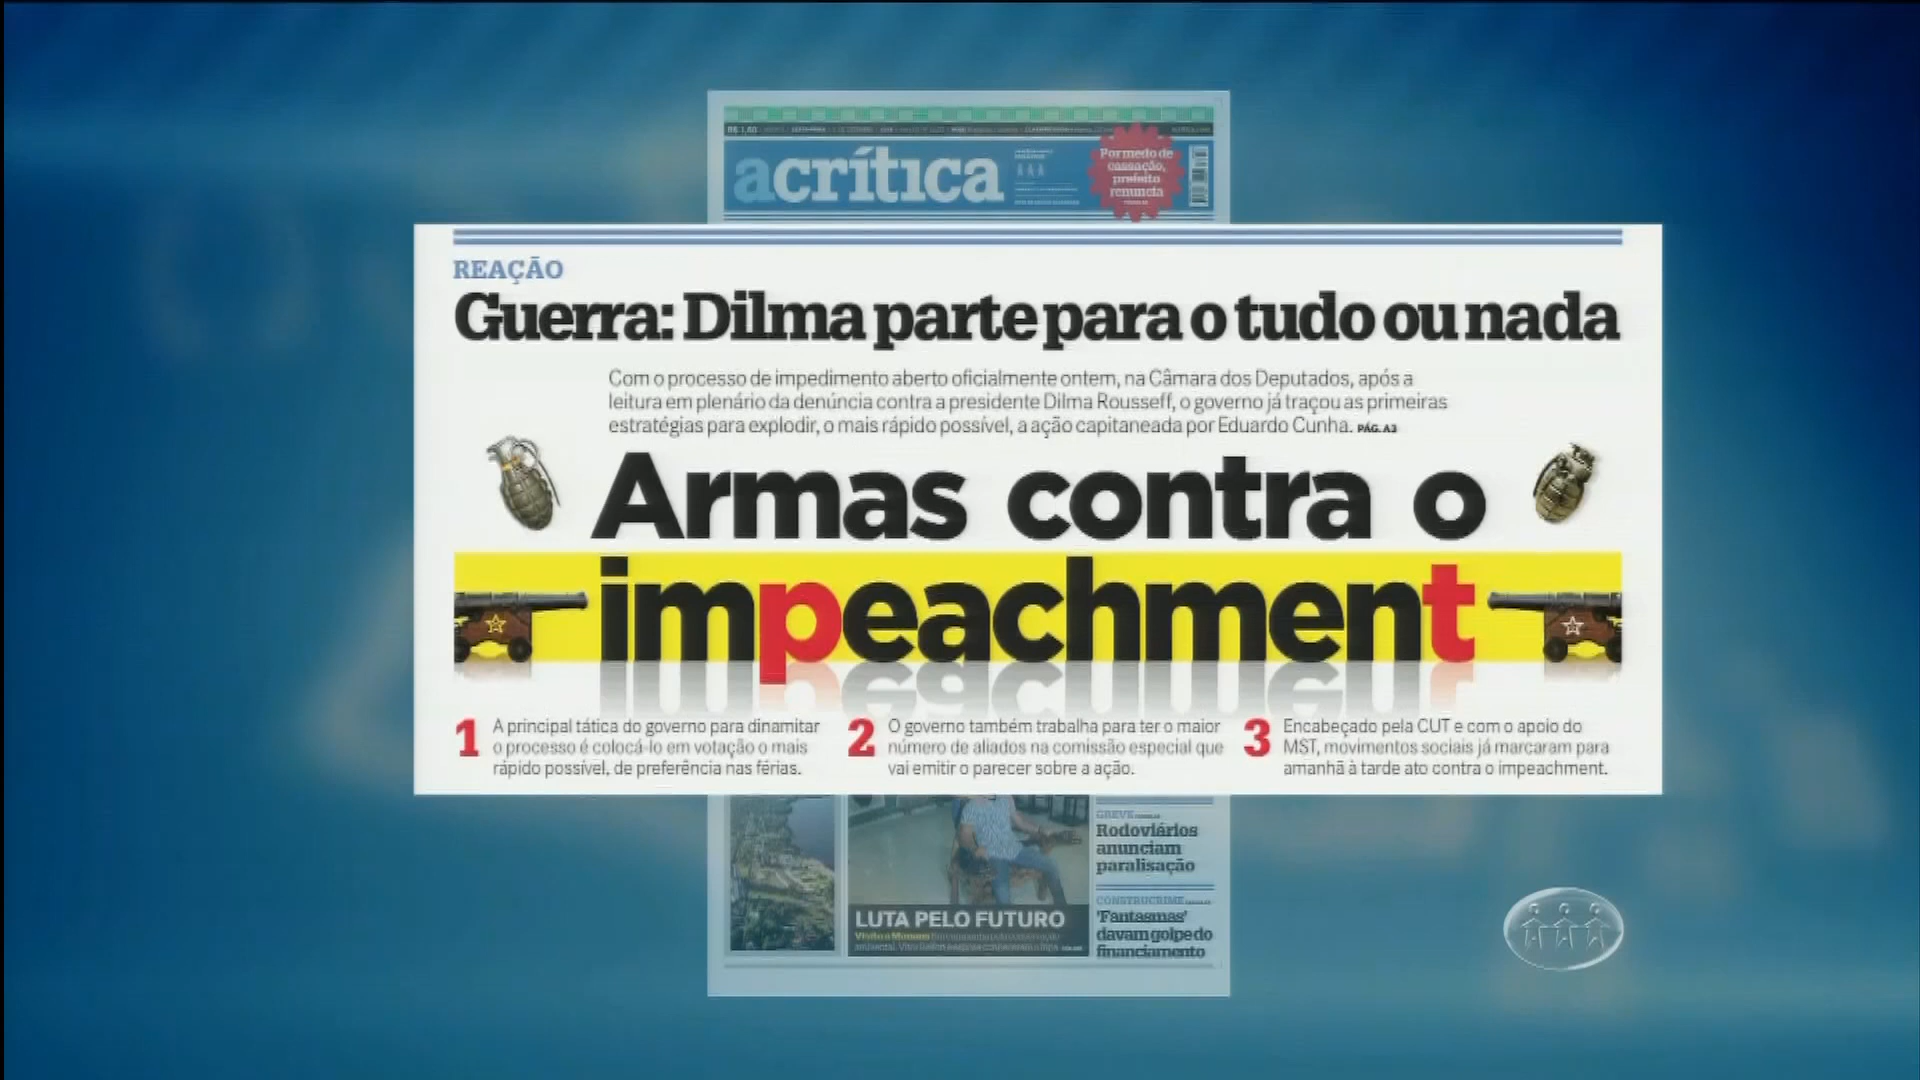 R$ 1,50
acrítica
Por medo de
cassação,
prefeito
renuncia
REAÇÃO
Guerra: Dilma parte para o tudo ou nada
Com o processo de impedimento aberto oficialmente ontem, na Câmara dos Deputados, após a
leitura em plenário da denúncia contra a presidente Dilma Rousseff, o governo já traçou as primeiras
estratégias para explodir, o mais rápido possível, a ação capitaneada por Eduardo Cunha. PÁG. A3
Armas contra o
impeachment
1 A principal tática do governo para dinamitar
o processo é colocá-lo em votação o mais
rápido possível, de preferência nas férias.
2 O governo também trabalha para ter o maior
número de aliados na comissão especial que
vai emitir o parecer sobre a ação.
3 Encabeçado pela CUT e com o apoio do
MST, movimentos sociais já marcaram para
amanhã à tarde ato contra o impeachment.
LUTA PELO FUTURO
GREVE
Rodoviários
anunciam
paralisação
CONSTRUCRIME
'Fantasmas'
davam golpe do
financiamento